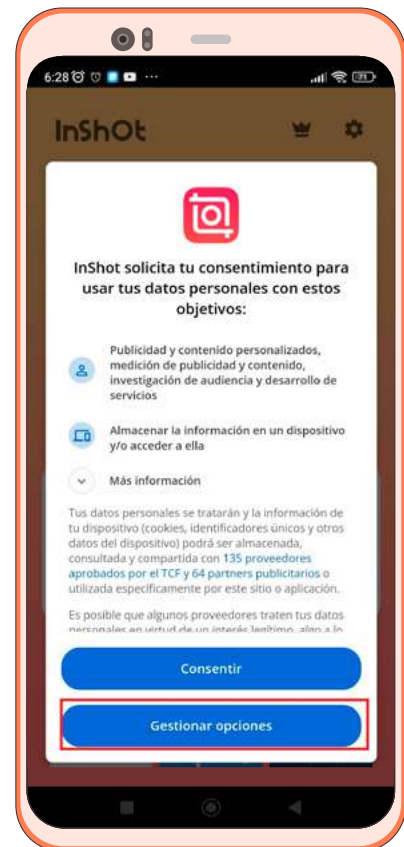 6:28
71
InShOt
InShot solicita tu consentimiento para
usar tus datos personales con estos
objetivos:
Publicidad y contenido personalizados,
medición de publicidad y contenido,
investigación de audiencia y desarrollo de
servicios
Almacenar la información en un dispositivo
y/o acceder a ella
Más información
Tus datos personales se tratarán y la información de
tu dispositivo (cookies, identificadores únicos y otros
datos del dispositivo) podrá ser almacenada,
consultada y compartida con 135 proveedores
aprobados por el TCF y 64 partners publicitarios o
utilizada específicamente por este sitio o aplicación.
Es posible que algunos proveedores traten tus datos
personales en virtud de un interés legítimo, algo a lo
Consentir
Gestionar opciones